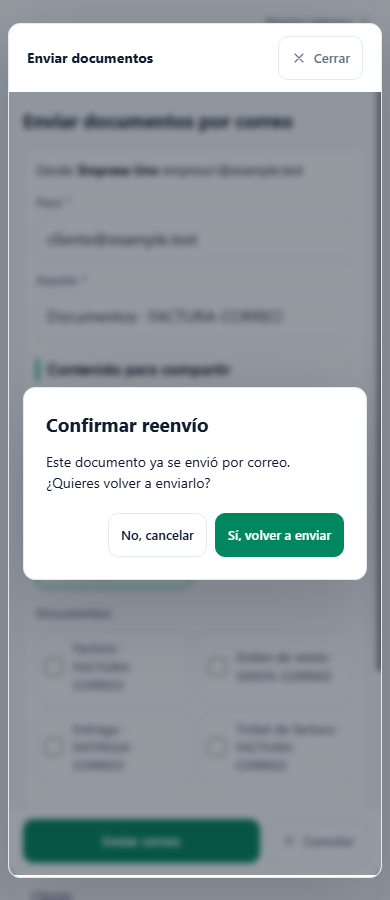 Enviar documentos
Cerrar
Enviar documentos por correo
Desde Empresa Uno empresa1@example.test
Para *
cliente@example.test
Asunto *
Documentos · FACTURA-CORREO
Contenido para compartir
Confirmar reenvío
Este documento ya se envió por correo.
¿Quieres volver a enviarlo?
No, cancelar
Sí, volver a enviar
Documentos
Factura ·
FACTURA-
CORREO
Orden de venta ·
VENTA-CORREO
Entrega ·
ENTREGA-
CORREO
Ticket de factura ·
FACTURA-
CORREO
Enviar correo
Cancelar